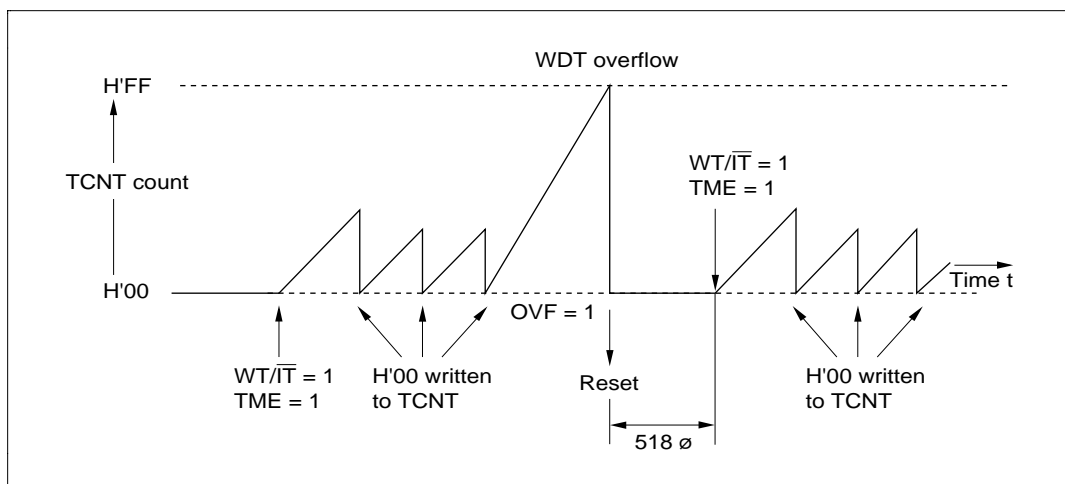 WDT overflow
H'FF
WT/IT = 1
TME = 1
TCNT count
H'00
Time t
OVF = 1
WT/IT = 1
TME = 1
H'00 written
to TCNT
Reset
H'00 written
to TCNT
518 ø